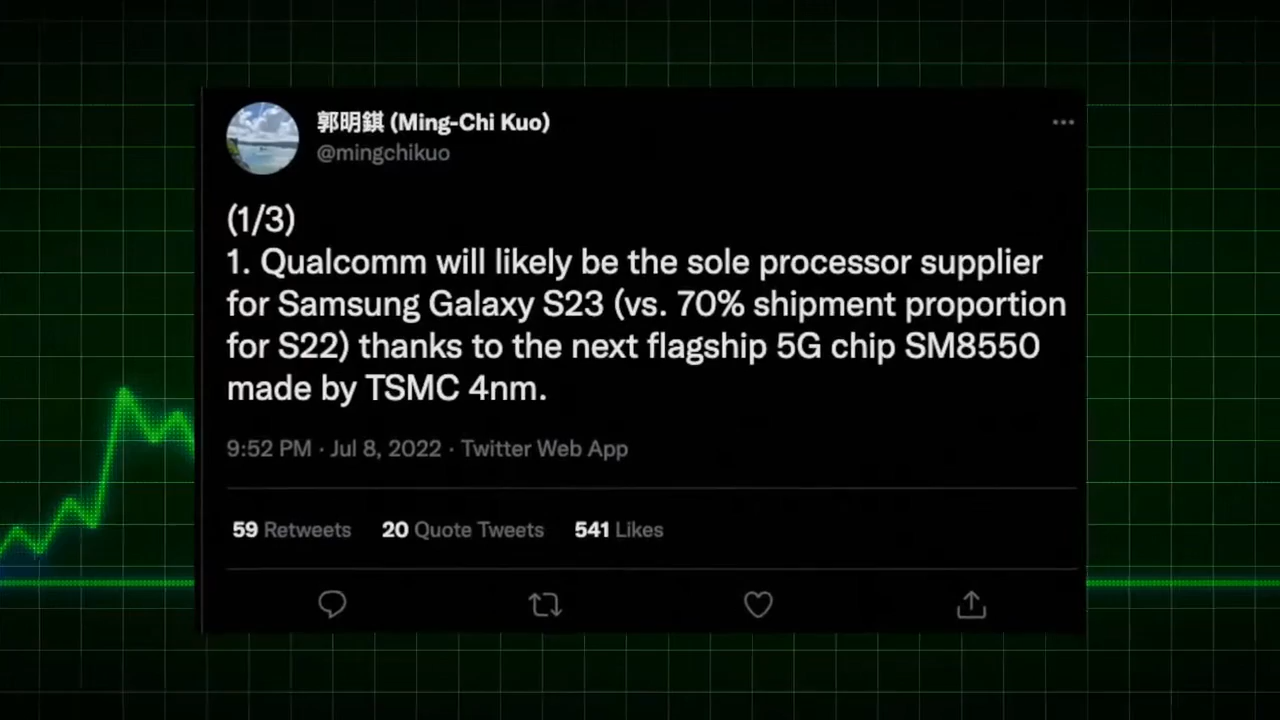 郭明錤 (Ming-Chi Kuo)
@mingchikuo
(1/3)
1. Qualcomm will likely be the sole processor supplier
for Samsung Galaxy S23 (vs. 70% shipment proportion
for S22) thanks to the next flagship 5G chip SM8550
made by TSMC 4nm.
9:52 PM · Jul 8, 2022 · Twitter Web App
59 Retweets 20 Quote Tweets 541 Likes